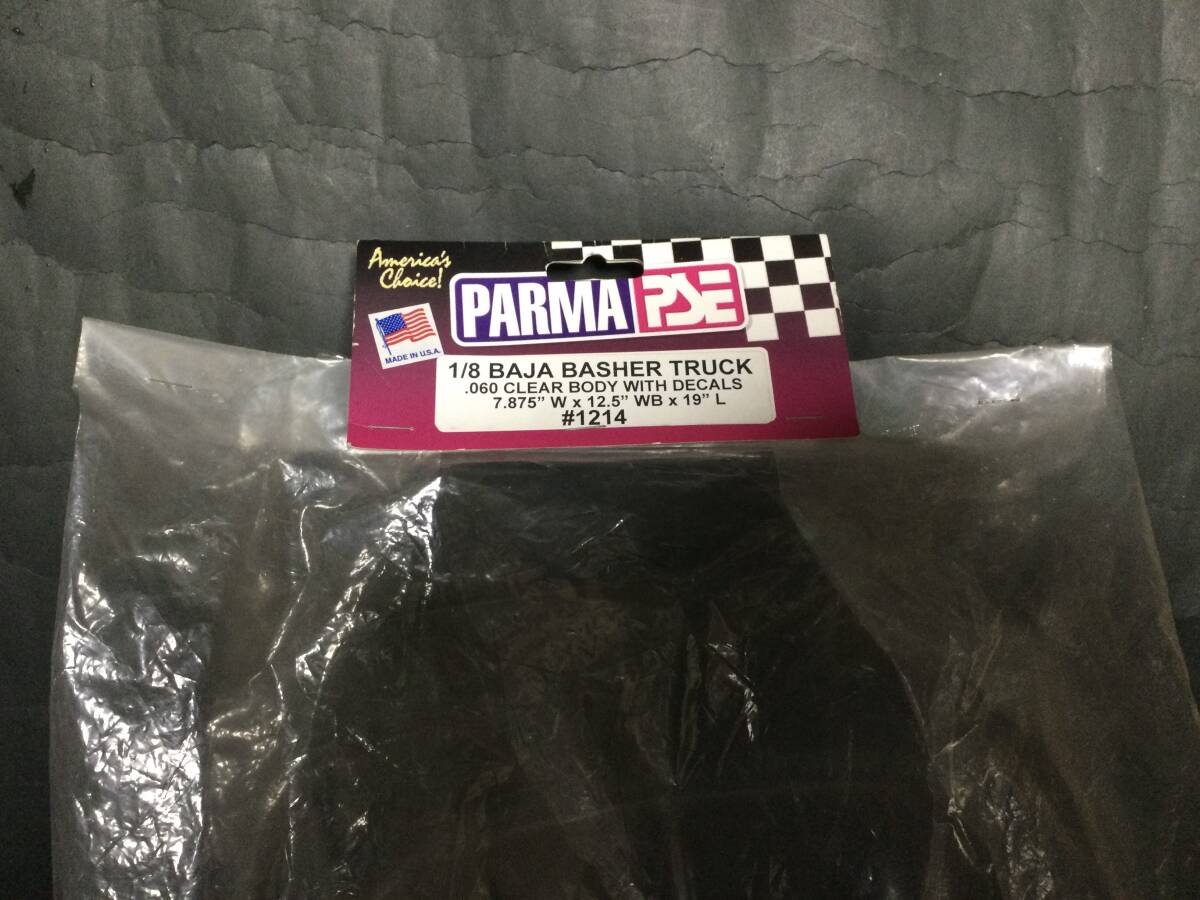 America's
Choice!
PARMA PSE
MADE IN U.S.A.
1/8 BAJA BASHER TRUCK
.060 CLEAR BODY WITH DECALS
7.875” W x 12.5” WB x 19” L
#1214